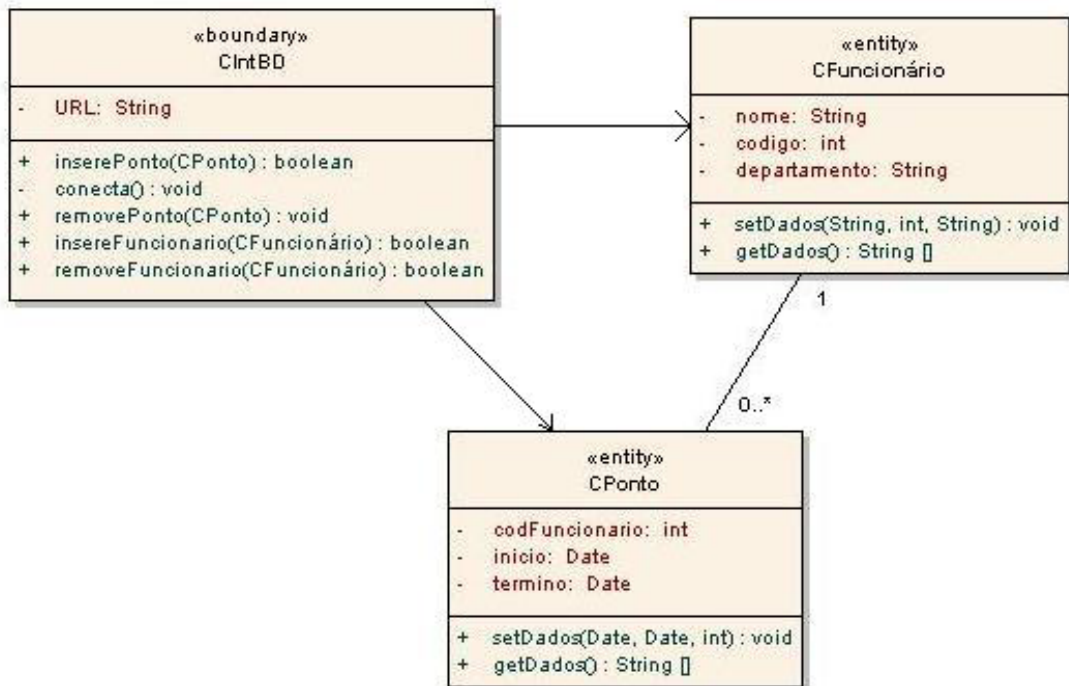 «boundary»
CIntBD
- URL: String
+ inserePonto(CPonto) : boolean
- conecta() : void
+ removePonto(CPonto) : void
+ insereFuncionario(CFuncionário) : boolean
+ removeFuncionario(CFuncionário) : boolean
«entity»
CFuncionário
- nome: String
- codigo: int
- departamento: String
+ setDados(String, int, String) : void
+ getDados() : String []
1
0..*
«entity»
CPonto
- codFuncionario: int
- inicio: Date
- termino: Date
+ setDados(Date, Date, int) : void
+ getDados() : String []